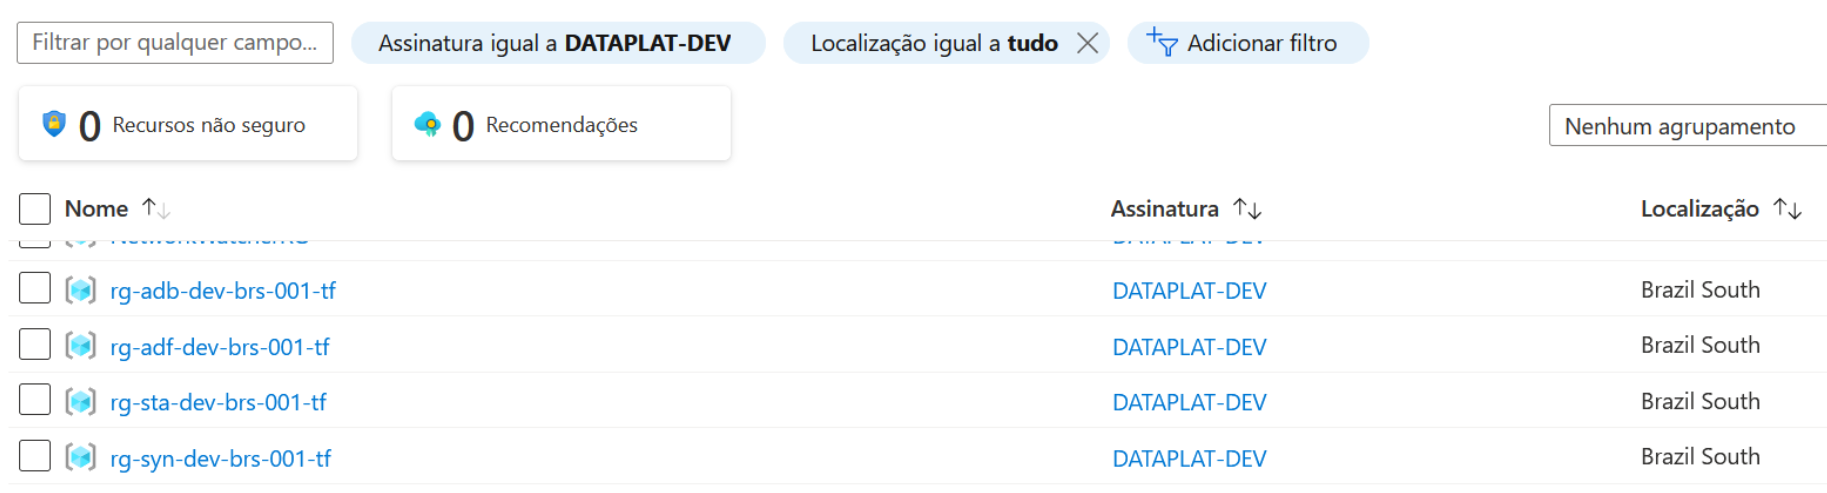 Filtrar por qualquer campo... Assinatura igual a DATAPLAT-DEV Localização igual a tudo Adicionar filtro
0 Recursos não seguro 0 Recomendações
Nenhum agrupamento
Nome Assinatura Localização
NetworkWatcherRG DATAPLAT-DEV
rg-adb-dev-brs-001-tf DATAPLAT-DEV Brazil South
rg-adf-dev-brs-001-tf DATAPLAT-DEV Brazil South
rg-sta-dev-brs-001-tf DATAPLAT-DEV Brazil South
rg-syn-dev-brs-001-tf DATAPLAT-DEV Brazil South